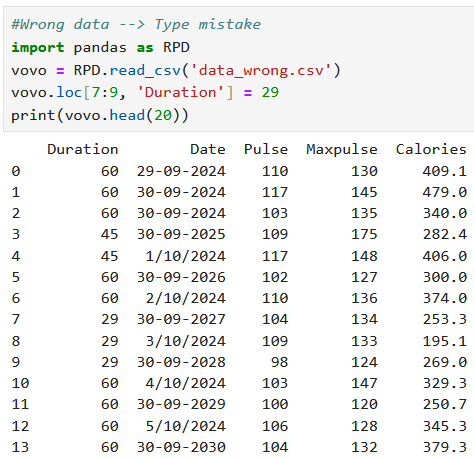 #Wrong data --> Type mistake
import pandas as RPD
vovo = RPD.read_csv('data_wrong.csv')
vovo.loc[7:9, 'Duration'] = 29
print(vovo.head(20))
Duration Date Pulse Maxpulse Calories
0 60 29-09-2024 110 130 409.1
1 60 30-09-2024 117 145 479.0
2 60 30-09-2024 103 135 340.0
3 45 30-09-2025 109 175 282.4
4 45 1/10/2024 117 148 406.0
5 60 30-09-2026 102 127 300.0
6 60 2/10/2024 110 136 374.0
7 29 30-09-2027 104 134 253.3
8 29 3/10/2024 109 133 195.1
9 29 30-09-2028 98 124 269.0
10 60 4/10/2024 103 147 329.3
11 60 30-09-2029 100 120 250.7
12 60 5/10/2024 106 128 345.3
13 60 30-09-2030 104 132 379.3